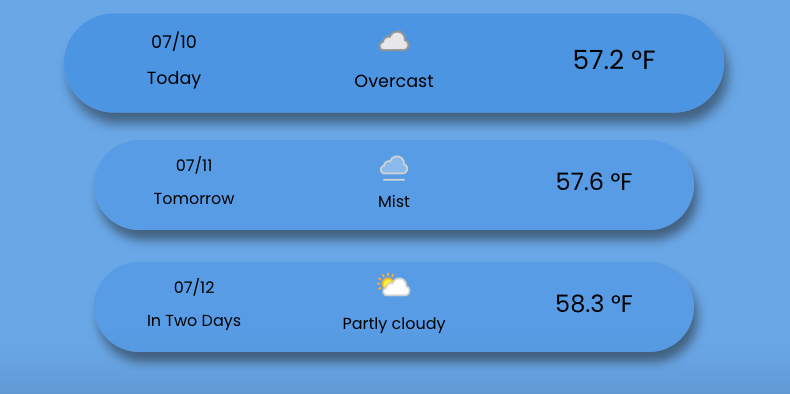 07/10
Today
Overcast
57.2 °F
07/11
Tomorrow
Mist
57.6 °F
07/12
In Two Days
Partly cloudy
58.3 °F